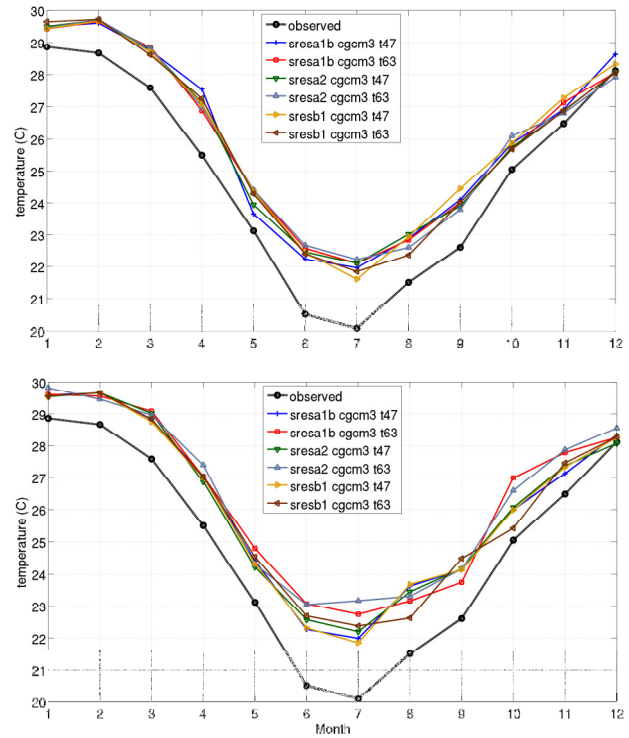 30
29
28
27
26
25
24
23
22
21
20
temperature (C)
observed
sresa1b cgcm3 t47
sresa1b cgcm3 t63
sresa2 cgcm3 t47
sresa2 cgcm3 t63
sresb1 cgcm3 t47
sresb1 cgcm3 t63
1 2 3 4 5 6 7 8 9 10 11 12
30
29
28
27
26
25
24
23
22
21
20
temperature (C)
observed
sresa1b cgcm3 t47
sresa1b cgcm3 t63
sresa2 cgcm3 t47
sresa2 cgcm3 t63
sresb1 cgcm3 t47
sresb1 cgcm3 t63
1 2 3 4 5 6 7 8 9 10 11 12
Month